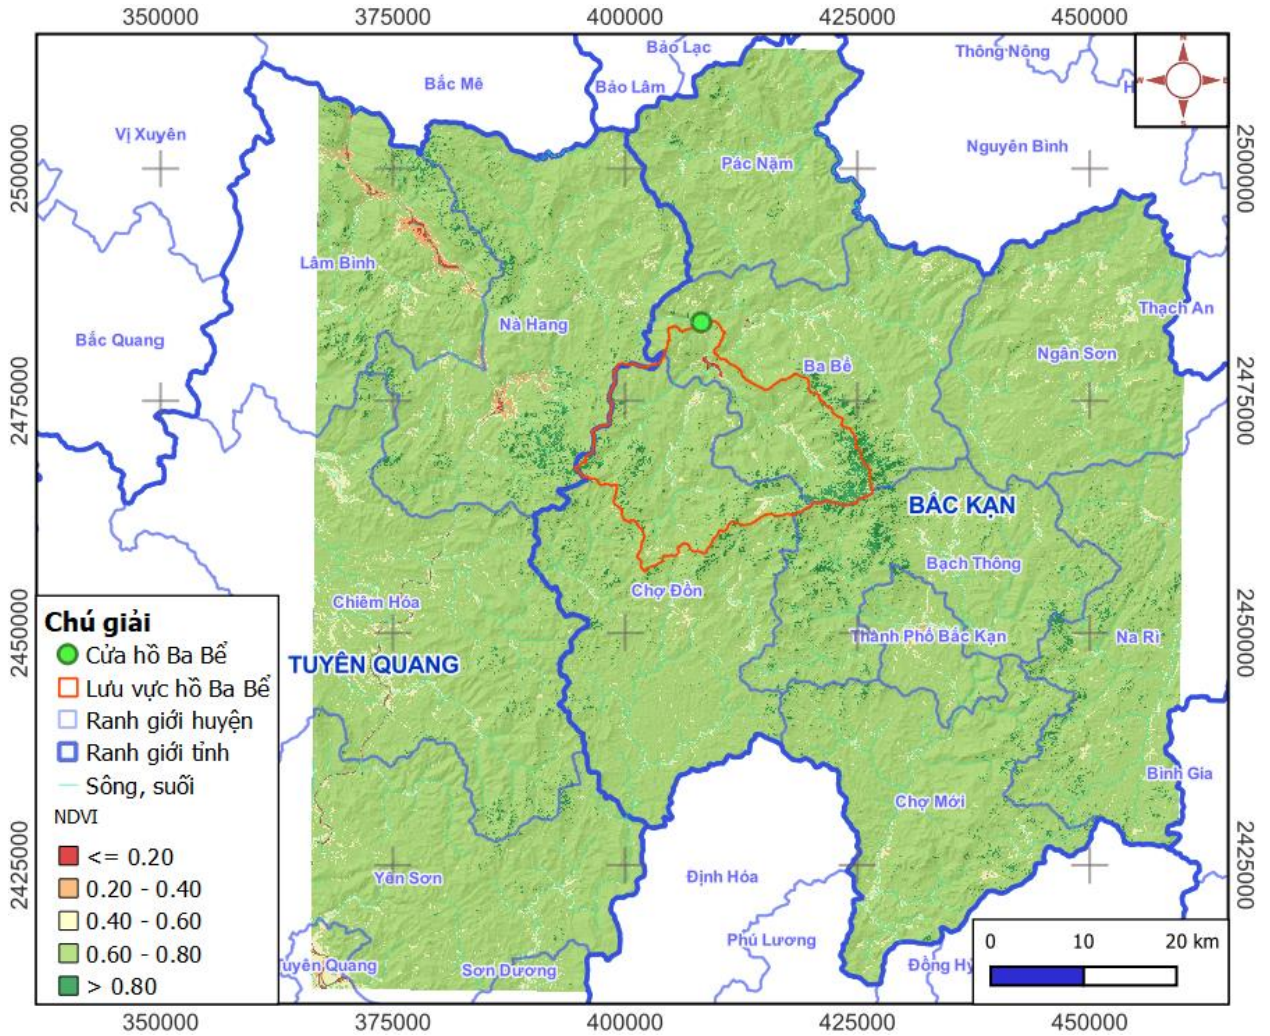 350000 375000 400000 425000 450000
Bảo Lạc
Thông Nông
Bắc Mê
Bảo Lâm
H
N
W E
S
Vị Xuyên
Nguyên Bình
Pác Nặm
2500000
2500000
Lâm Bình
Thạch An
Nà Hang
Bắc Quang
Ngân Sơn
Ba Bể
2475000
2475000
BẮC KẠN
Bạch Thông
Chợ Đồn
Chiêm Hóa
Thành Phố Bắc Kạn
Na Rì
2450000
2450000
TUYÊN QUANG
Chú giải
Cửa hồ Ba Bể
Lưu vực hồ Ba Bể
Ranh giới huyện
Ranh giới tỉnh
Sông, suối
NDVI
<= 0.20
0.20 - 0.40
0.40 - 0.60
0.60 - 0.80
> 0.80
Bình Gia
Chợ Mới
2425000
2425000
Yên Sơn
Định Hóa
Phú Lương
uyên Quang
Sơn Dương
Đồng Hỷ
0 10 20 km
350000 375000 400000 425000 450000